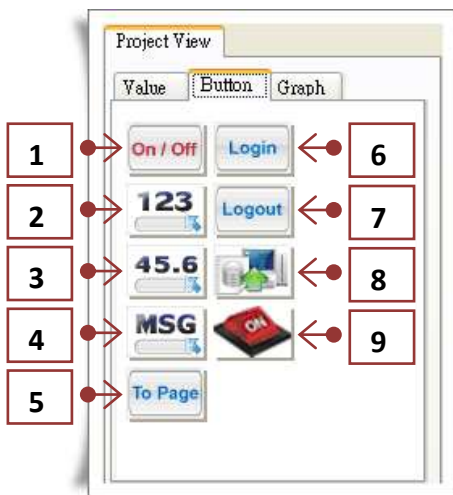 Project View
Value Button Graph
1 On / Off Login 6
2 123 Logout 7
3 45.6 8
4 MSG ON 9
5 To Page